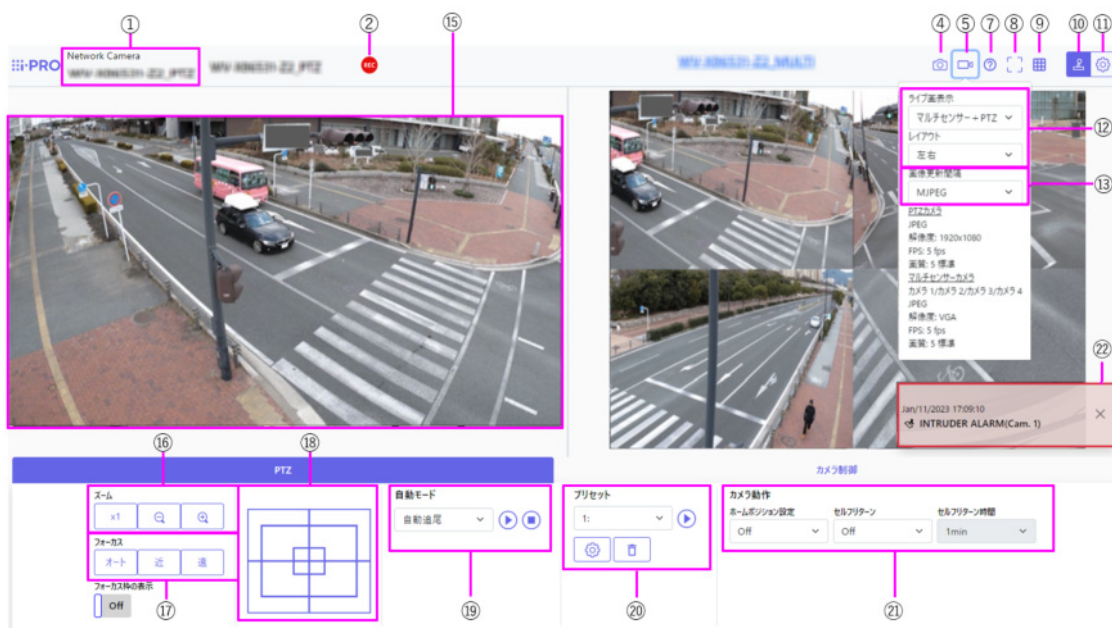 ① ② ⑮ ④ ⑤ ⑦ ⑧ ⑨ ⑩ ⑪
i-PRO
Network Camera
REC
ライブ画表示
マルチセンサー＋PTZ
⑫
レイアウト
左右
画像更新間隔
MJPEG
⑬
PTZカメラ
JPEG
解像度: 1920x1080
FPS: 5 fps
画質: 5 標準
マルチセンサーカメラ
カメラ 1/カメラ 2/カメラ 3/カメラ 4
JPEG
解像度: VGA
FPS: 5 fps
画質: 5 標準
㉒
Jan/11/2023 17:09:10
INTRUDER ALARM(Cam. 1)
⑯ ⑱
PTZ
カメラ制御
ズーム
x1
フォーカス
オート 近 遠
フォーカス枠の表示
Off
⑰
自動モード
自動追尾
⑲
プリセット
1:
⑳
カメラ動作
ホームポジション設定 セルフリターン セルフリターン時間
Off Off 1min
㉑